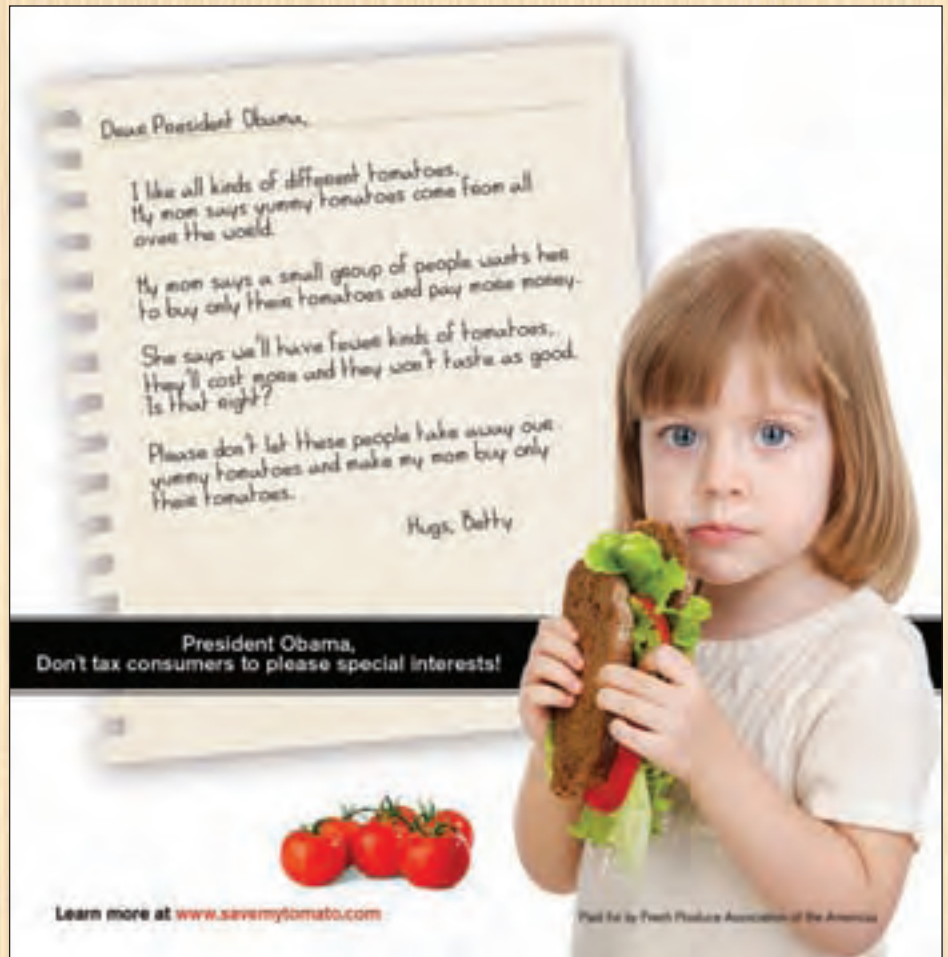 Dear President Obama,
I like all kinds of different tomatoes.
My mom says yummy tomatoes come from all
over the world.
My mom says a small group of people wants her
to buy only their tomatoes and pay more money.
She says we'll have fewer kinds of tomatoes,
they'll cost more and they won't taste as good.
Is that right?
Please don't let these people take away our
yummy tomatoes and make my mom buy only
their tomatoes.
Hugs, Betty
President Obama,
Don't tax consumers to please special interests!
Learn more at www.savemytomato.com
Paid for by Fresh Produce Association of the Americas